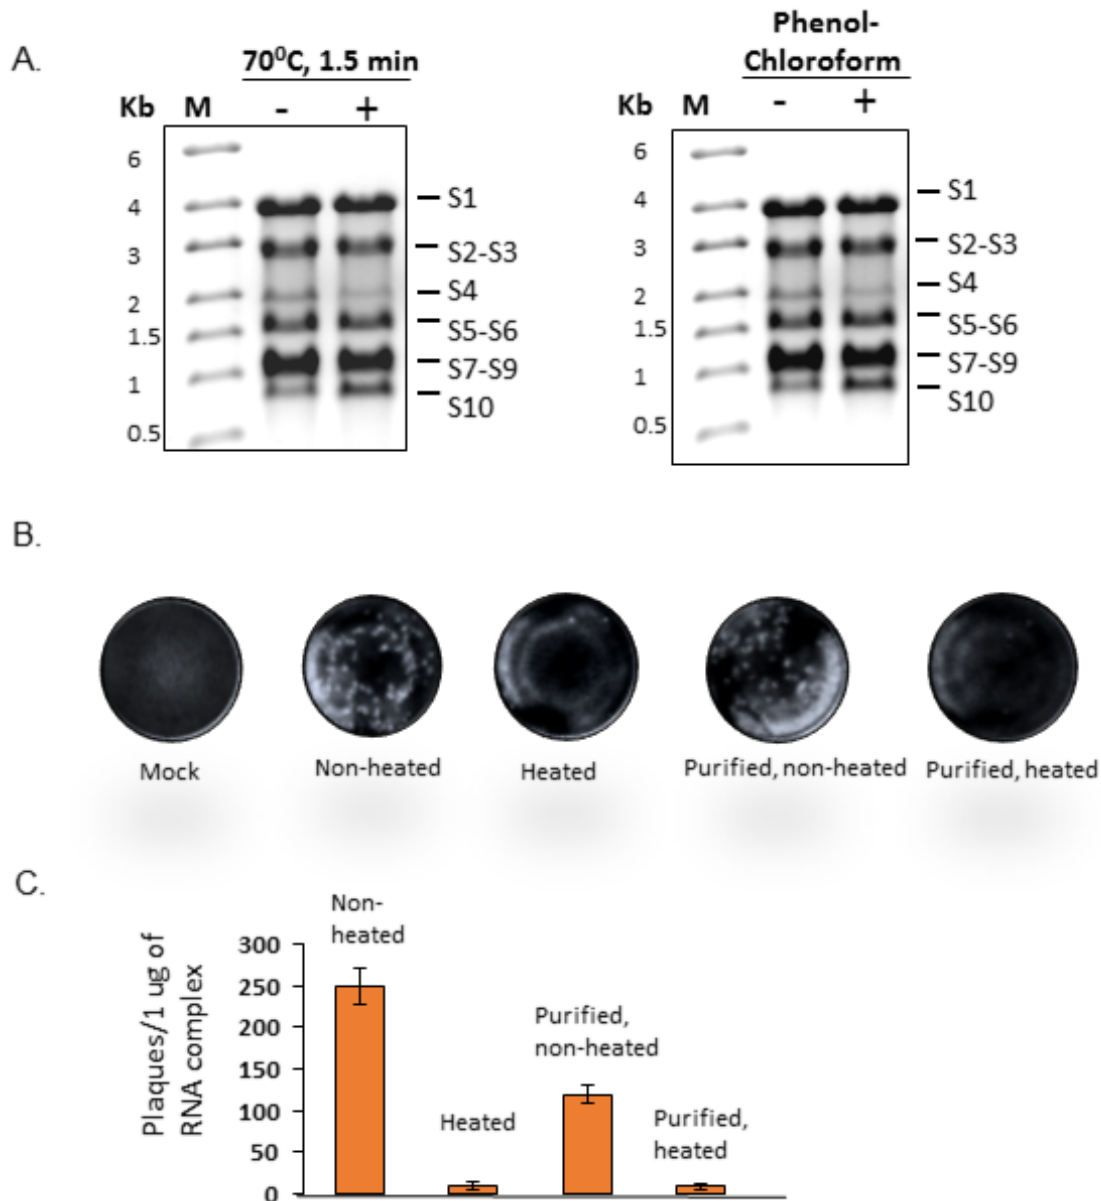 A.
70⁰C, 1.5 min
Kb M - +
6
4
3
2
1.5
1
0.5
S1
S2-S3
S4
S5-S6
S7-S9
S10
Phenol-
Chloroform
Kb M - +
6
4
3
2
1.5
1
0.5
S1
S2-S3
S4
S5-S6
S7-S9
S10
B.
Mock
Non-heated
Heated
Purified, non-heated
Purified, heated
C.
Plaques/1 ug of
RNA complex
300
250
200
150
100
50
0
Non-
heated
Heated
Purified,
non-heated
Purified,
heated